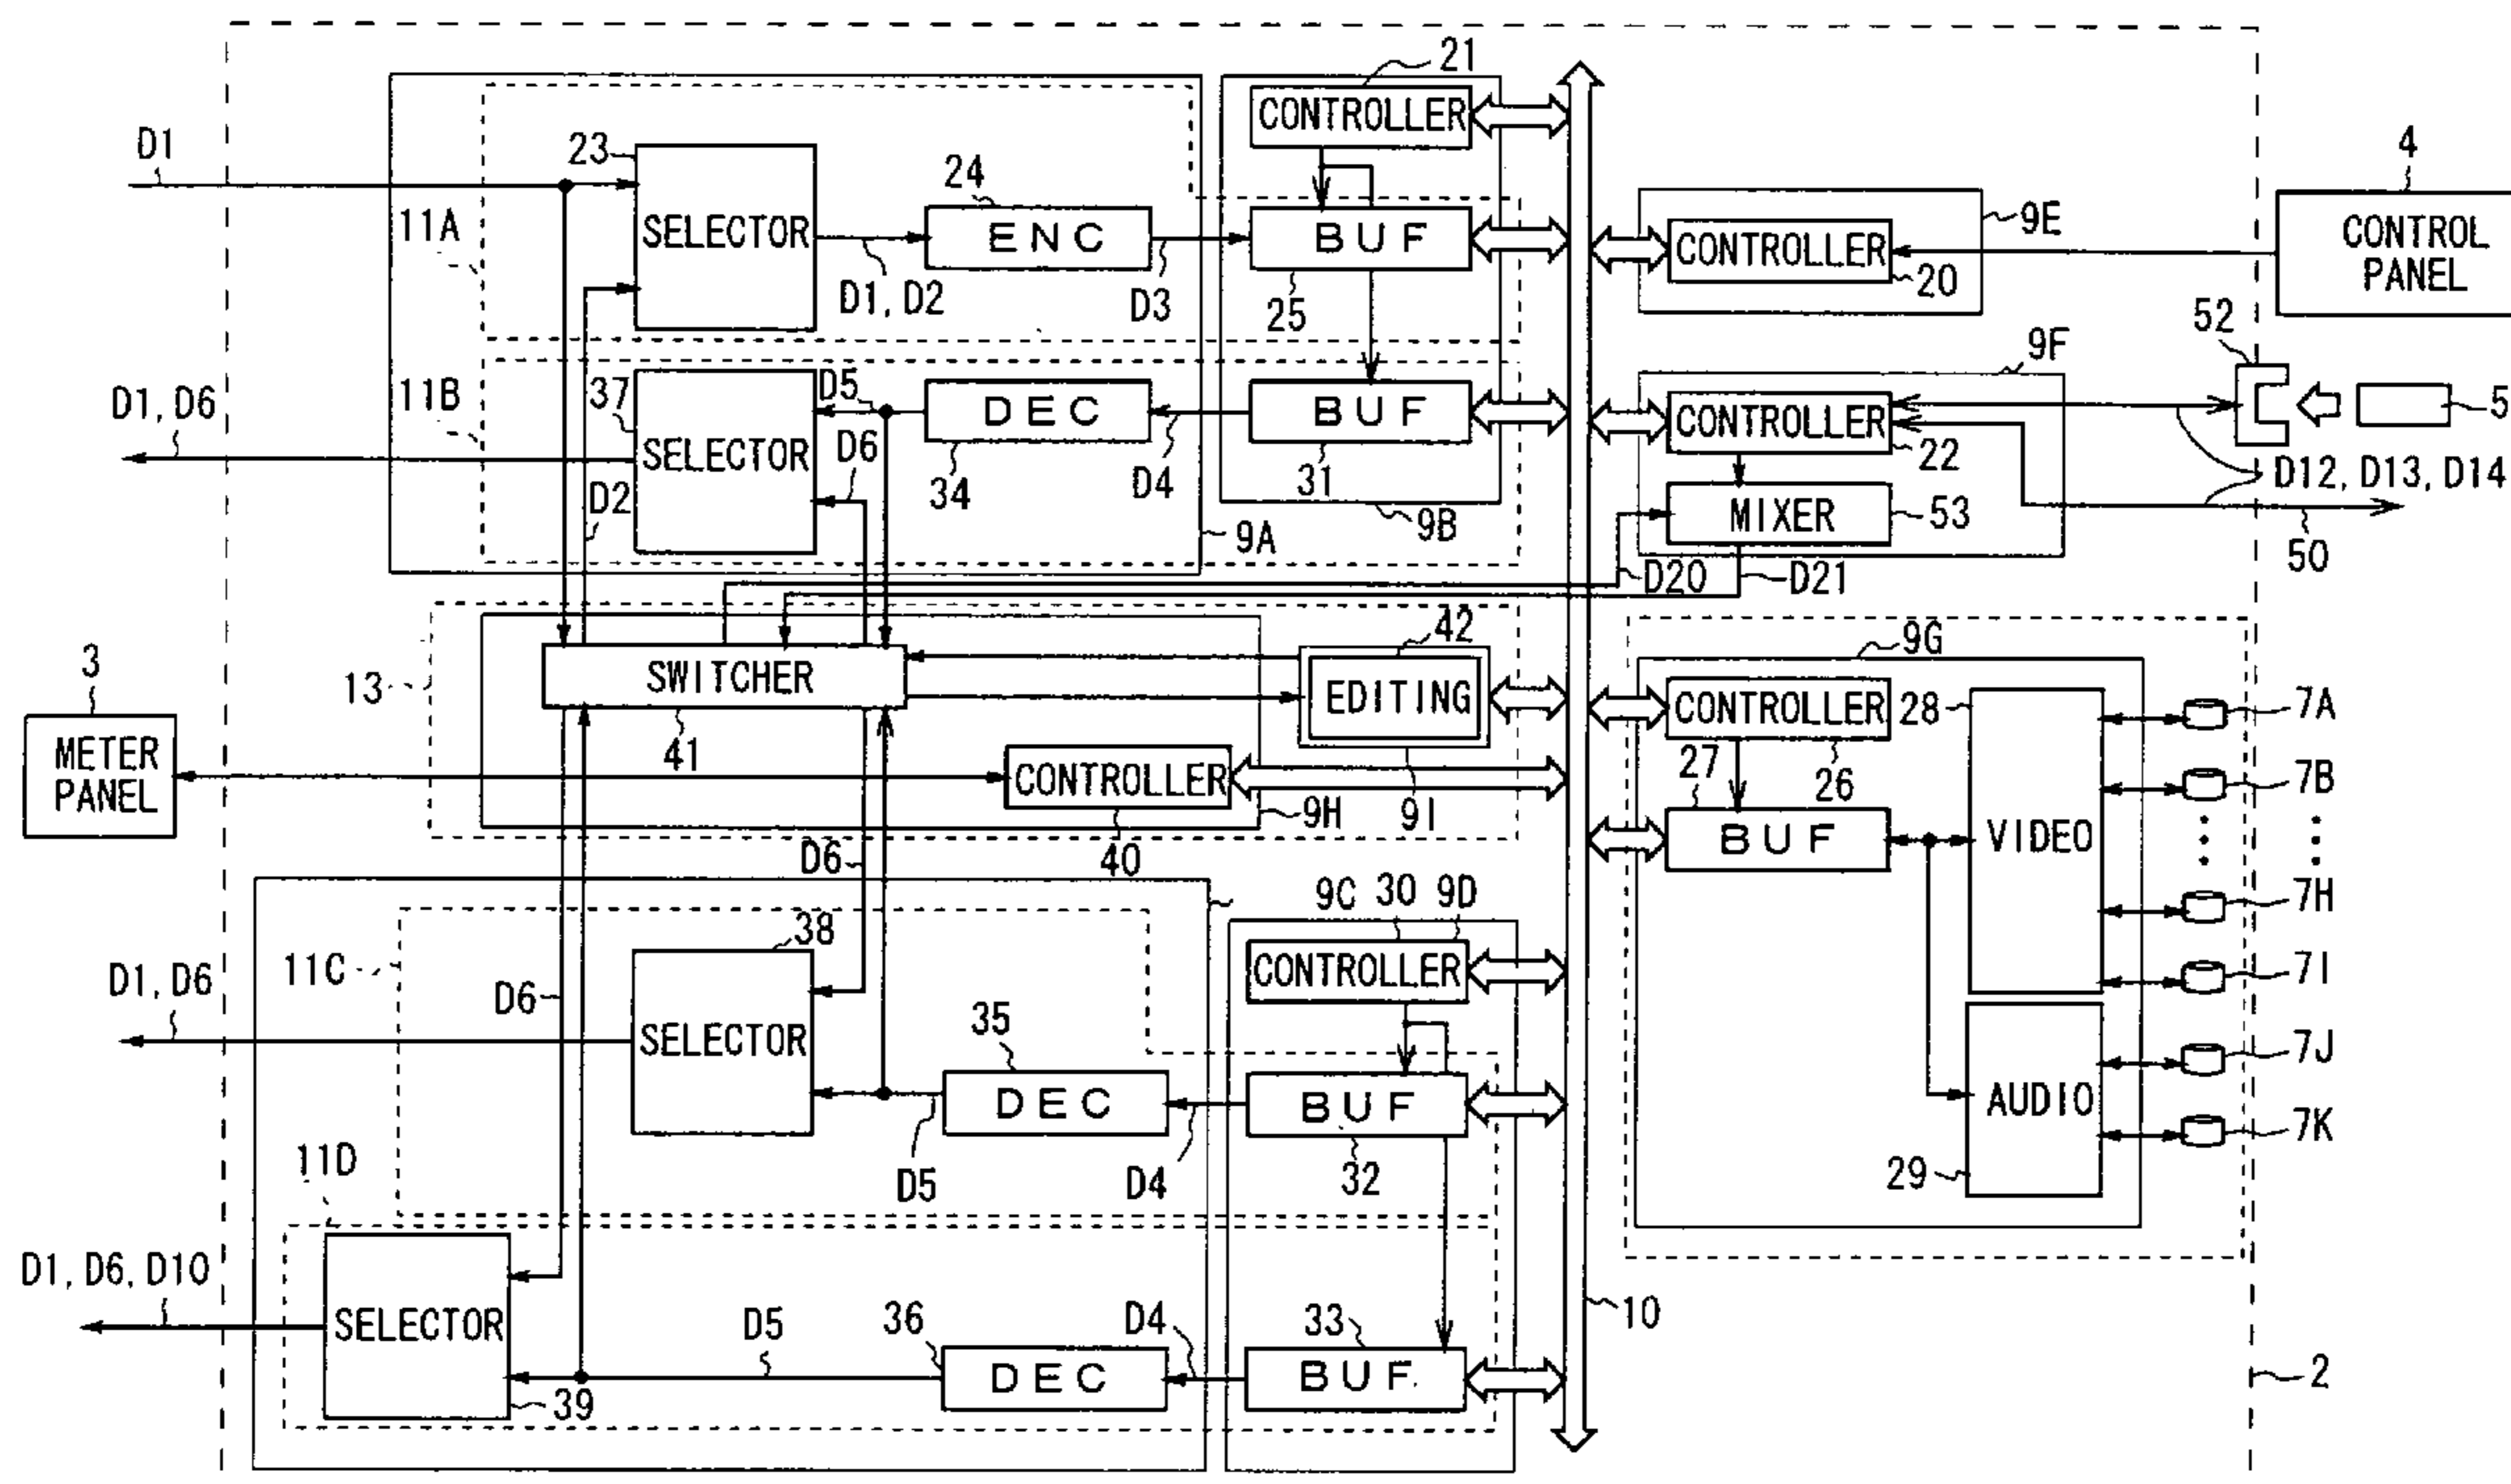 21
CONTROLLER
D1
23
24
4
11A
SELECTOR
ENC
BUF
9E
CONTROLLER
20
CONTROL
PANEL
D1, D2
D3
25
52
9F
11B
37
D5
D1, D6
DEC
BUF
CONTROLLER
5
SELECTOR
D6
22
D2
34
D4
31
D12, D13, D14
9A
9B
MIXER
53
50
D20
D21
3
13
42
9G
SWITCHER
EDITING
CONTROLLER
28
7A
METER
PANEL
41
27
26
7B
CONTROLLER
9H
9I
BUF
VIDEO
D6
40
9C
30
9D
7H
38
11C
CONTROLLER
7I
D1, D6
D6
35
SELECTOR
7J
DEC
BUF
AUDIO
7K
11D
D5
D4
32
29
D1, D6, D10
SELECTOR
D5
36
D4
33
10
DEC
BUF
2
39